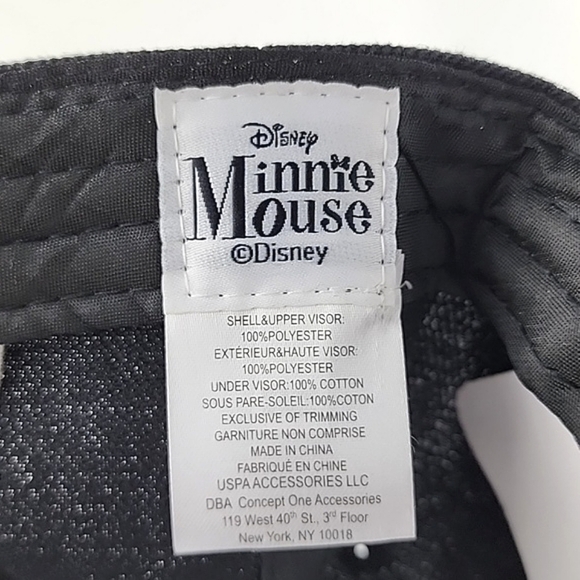 Disney
Minnie
Mouse
©Disney
SHELL&UPPER VISOR:
100%POLYESTER
EXTÉRIEUR&HAUTE VISOR:
100%POLYESTER
UNDER VISOR:100% COTTON
SOUS PARE-SOLEIL:100%COTON
EXCLUSIVE OF TRIMMING
GARNITURE NON COMPRISE
MADE IN CHINA
FABRIQUÉ EN CHINE
USPA ACCESSORIES LLC
DBA Concept One Accessories
119 West 40th St., 3rd Floor
New York, NY 10018